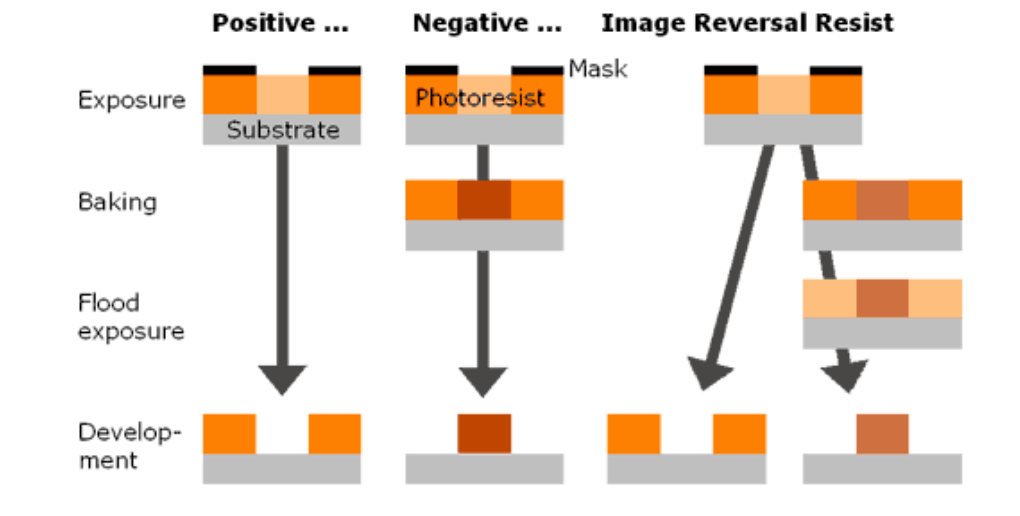 Positive ...
Negative ...
Image Reversal Resist
Mask
Exposure
Photoresist
Substrate
Baking
Flood
exposure
Develop-
ment